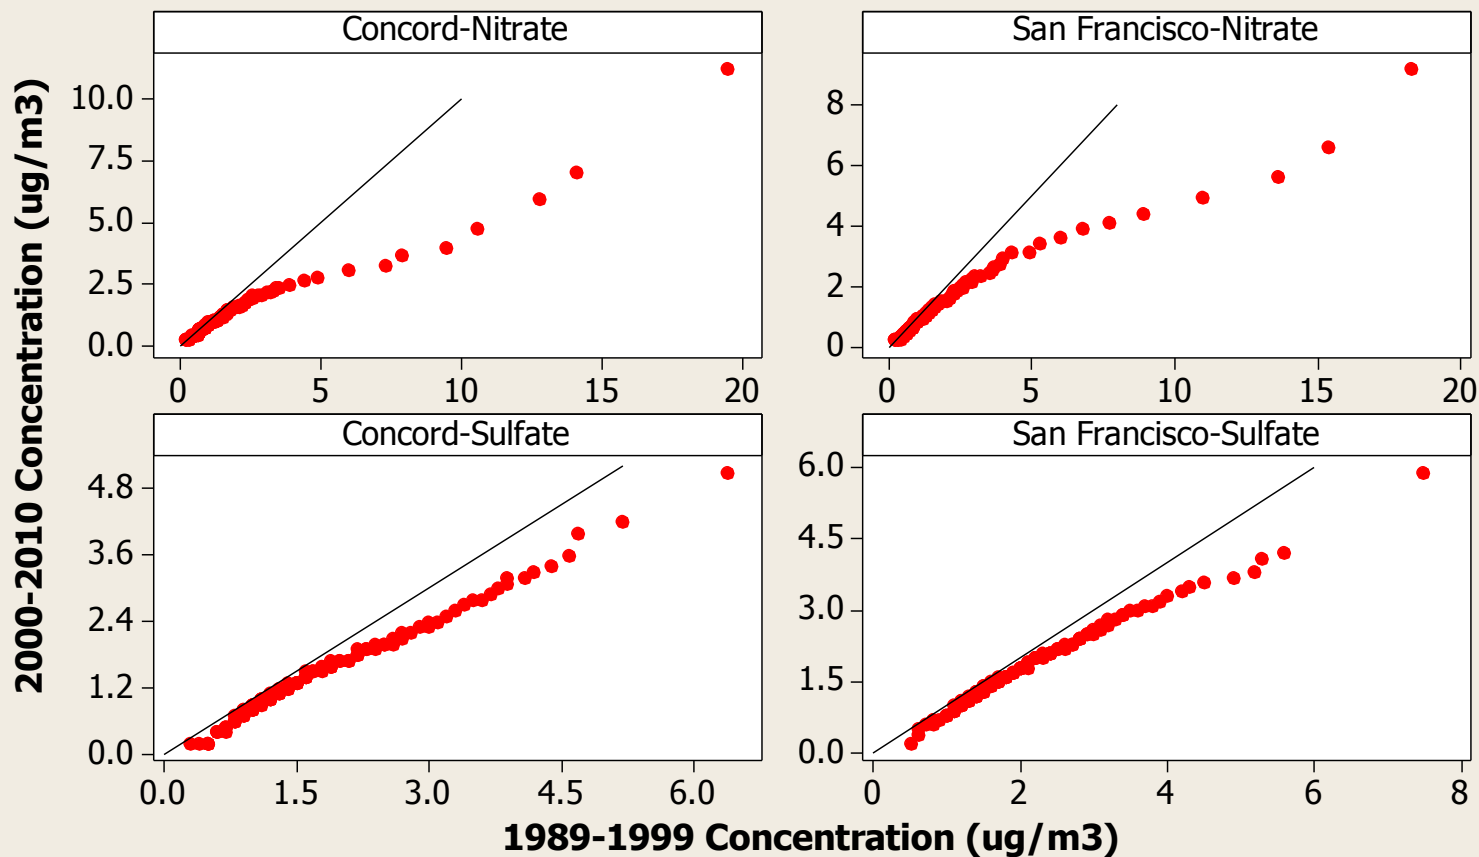 2000-2010 Concentration (ug/m3)
Concord-Nitrate
10.0
7.5
5.0
2.5
0.0
0 5 10 15 20
San Francisco-Nitrate
8
6
4
2
0
0 5 10 15 20
Concord-Sulfate
4.8
3.6
2.4
1.2
0.0
0.0 1.5 3.0 4.5 6.0
San Francisco-Sulfate
6.0
4.5
3.0
1.5
0.0
0 2 4 6 8
1989-1999 Concentration (ug/m3)